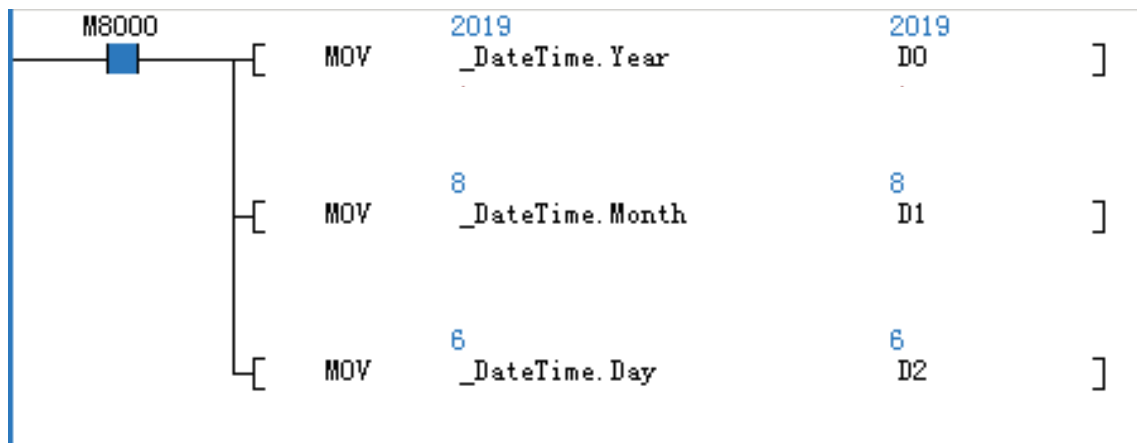 M8000
2019 2019
[ MOV _DateTime.Year D0 ]
8 8
[ MOV _DateTime.Month D1 ]
6 6
[ MOV _DateTime.Day D2 ]